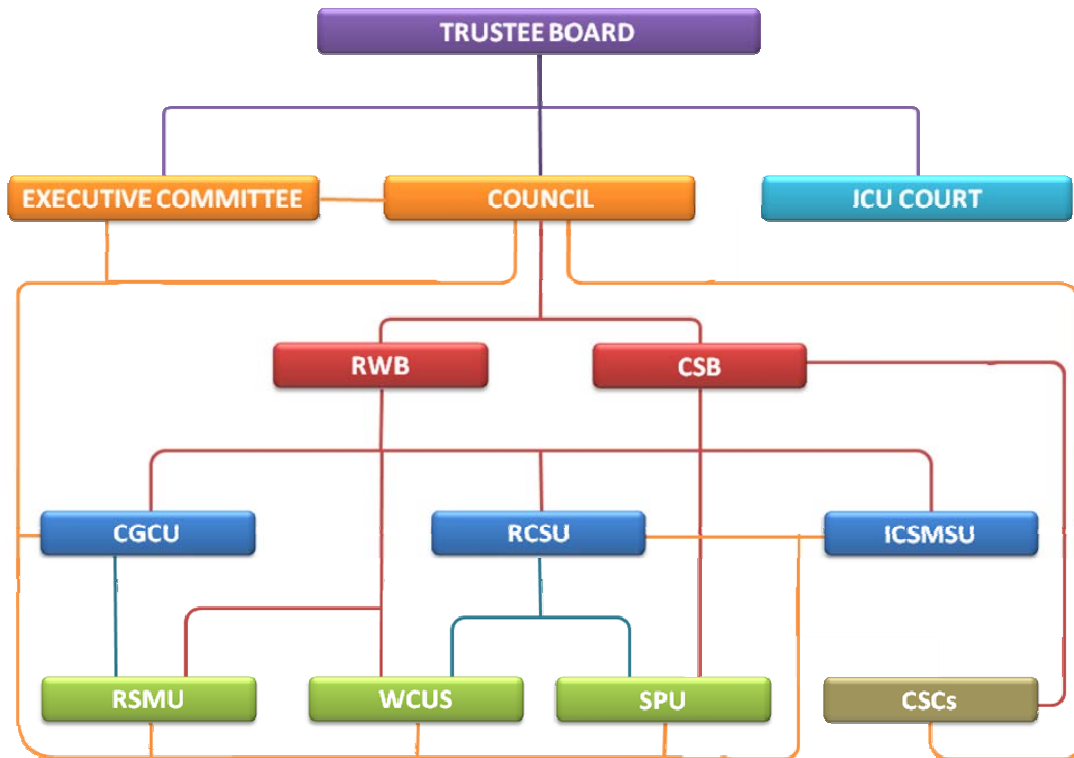 TRUSTEE BOARD
EXECUTIVE COMMITTEE
COUNCIL
ICU COURT
RWB
CSB
CGCU
RCSU
ICSMSU
RSMU
WCUS
SPU
CSCs